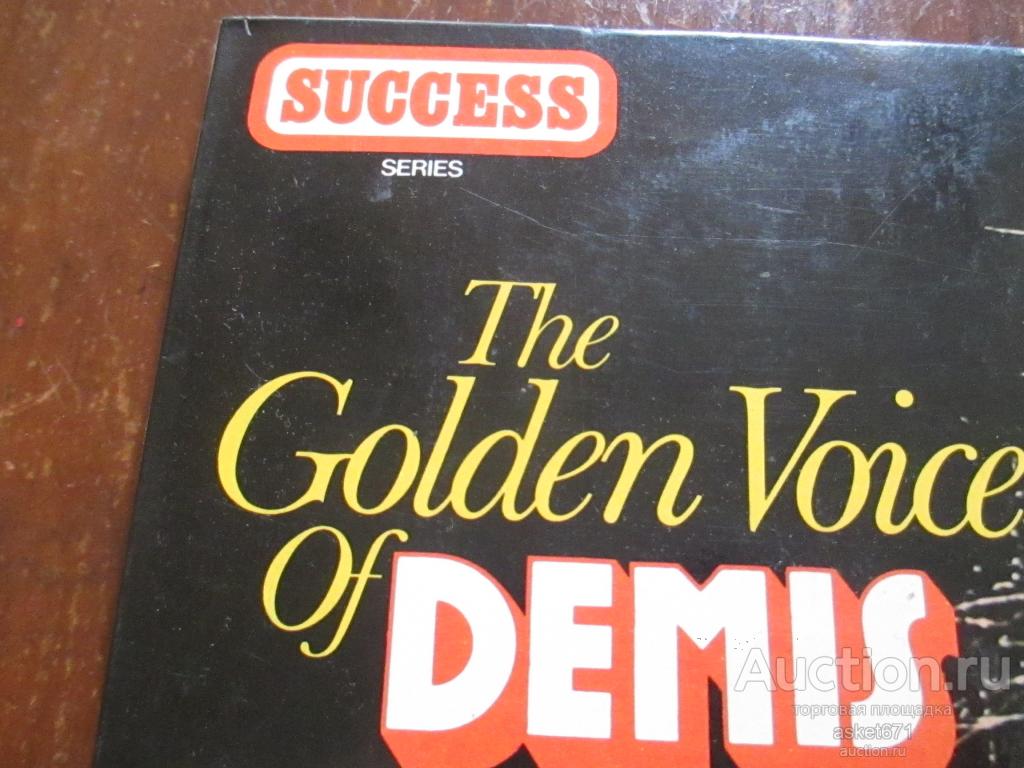 SUCCESS
SERIES
The
Golden Voice
Of DEMIS
Auction.ru
торговая площадка
asket671
auction.ru